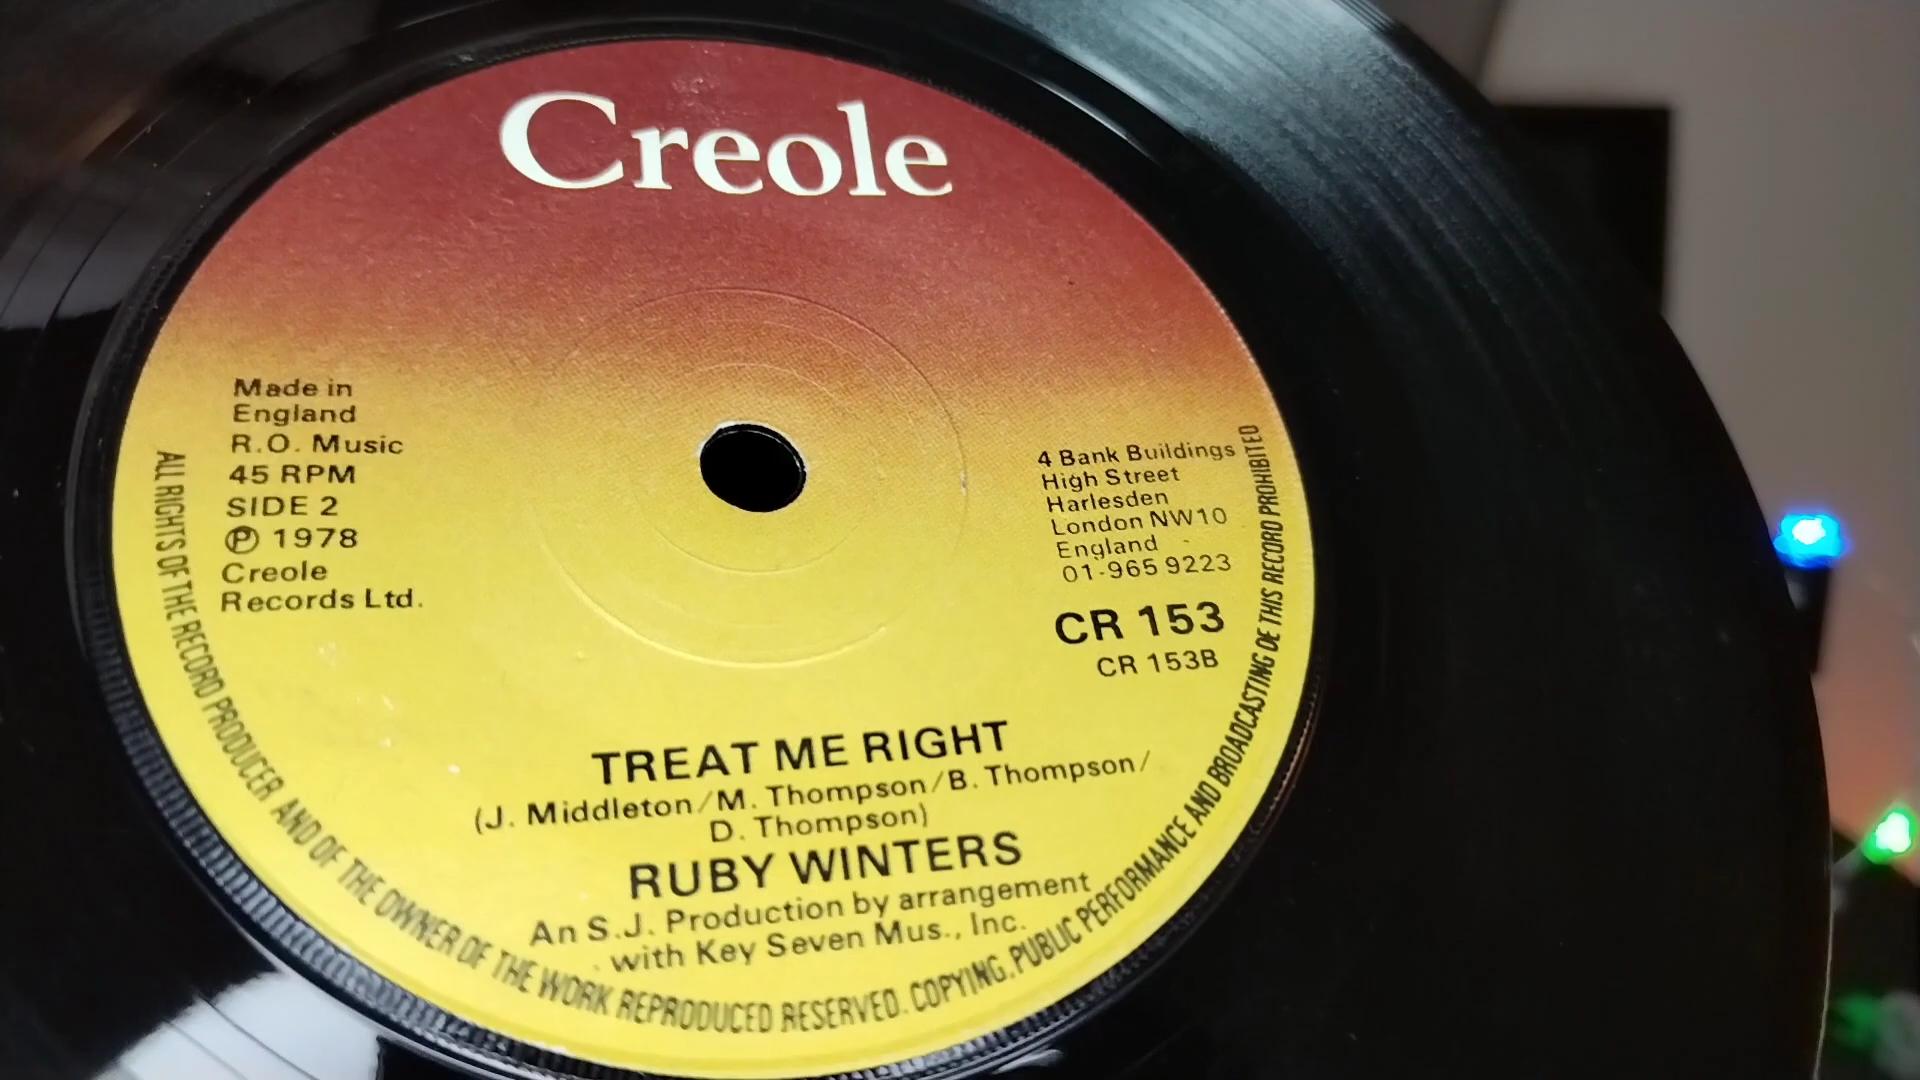 Creole
Made in
England
R.O. Music
45 RPM
SIDE 2
℗ 1978
Creole
Records Ltd.
4 Bank Buildings
High Street
Harlesden
London NW10
England
01-965 9223
CR 153
CR 153B
TREAT ME RIGHT
(J. Middleton/M. Thompson/B. Thompson/
D. Thompson)
RUBY WINTERS
An S.J. Production by arrangement
with Key Seven Mus., Inc.
ALL RIGHTS OF THE RECORD PRODUCER AND OF THE OWNER OF THE WORK REPRODUCED RESERVED. COPYING, PUBLIC PERFORMANCE AND BROADCASTING OF THIS RECORD PROHIBITED